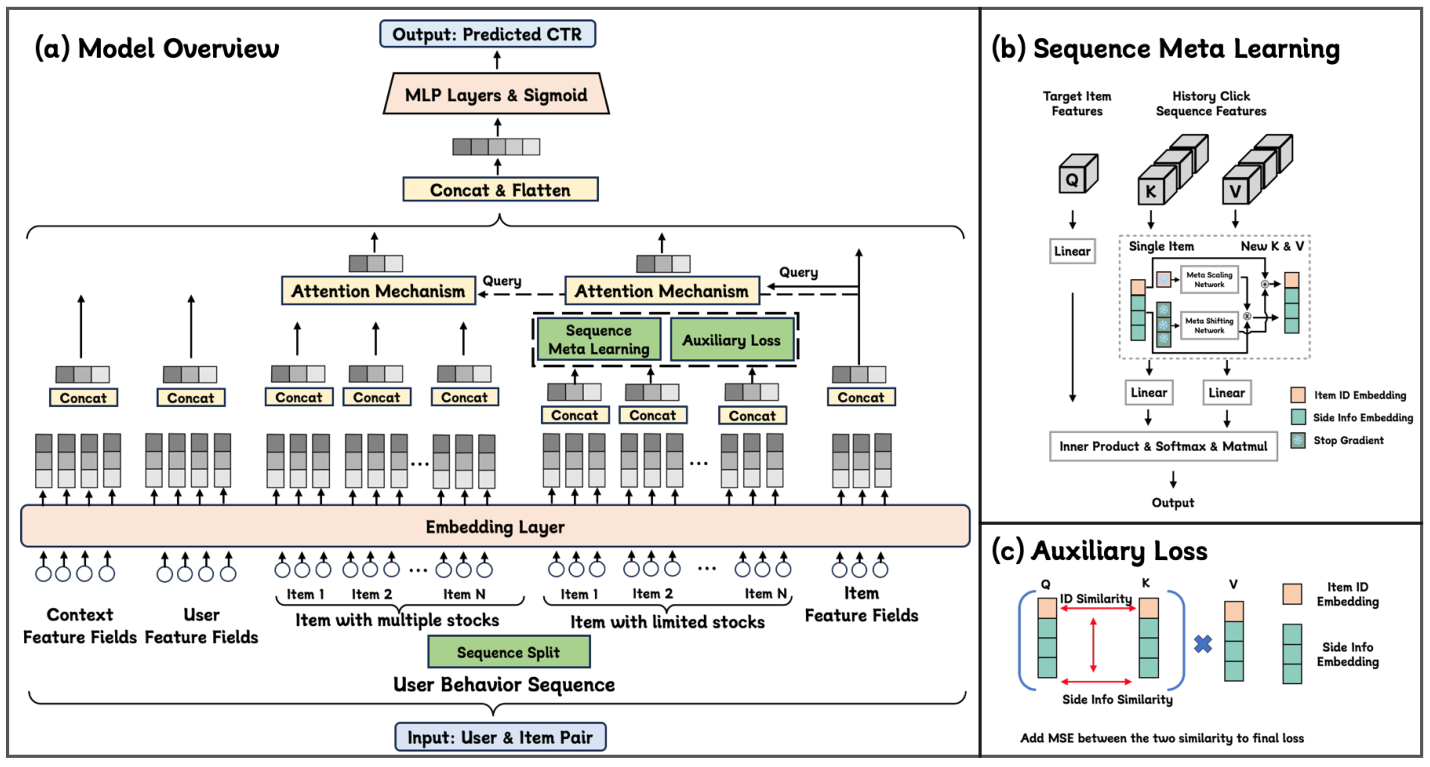 (a) Model Overview
Output: Predicted CTR
MLP Layers & Sigmoid
Concat & Flatten
Attention Mechanism
Query
Attention Mechanism
Query
Sequence
Meta Learning
Auxiliary Loss
Concat
Concat
Concat
Concat
Concat
Concat
Concat
Concat
Concat
...
...
Embedding Layer
...
...
Item 1
Item 2
Item N
Item 1
Item 2
Item N
Context
Feature Fields
User
Feature Fields
Item with multiple stocks
Item with limited stocks
Item
Feature Fields
Sequence Split
User Behavior Sequence
Input: User & Item Pair
(b) Sequence Meta Learning
Target Item
Features
History Click
Sequence Features
Q
K
V
Linear
Single Item
New K & V
Meta Scaling
Network
Meta Shifting
Network
Linear
Linear
Item ID Embedding
Side Info Embedding
Stop Gradient
Inner Product & Softmax & Matmul
Output
(c) Auxiliary Loss
Q
K
V
ID Similarity
Side Info Similarity
Item ID
Embedding
Side Info
Embedding
Add MSE between the two similarity to final loss